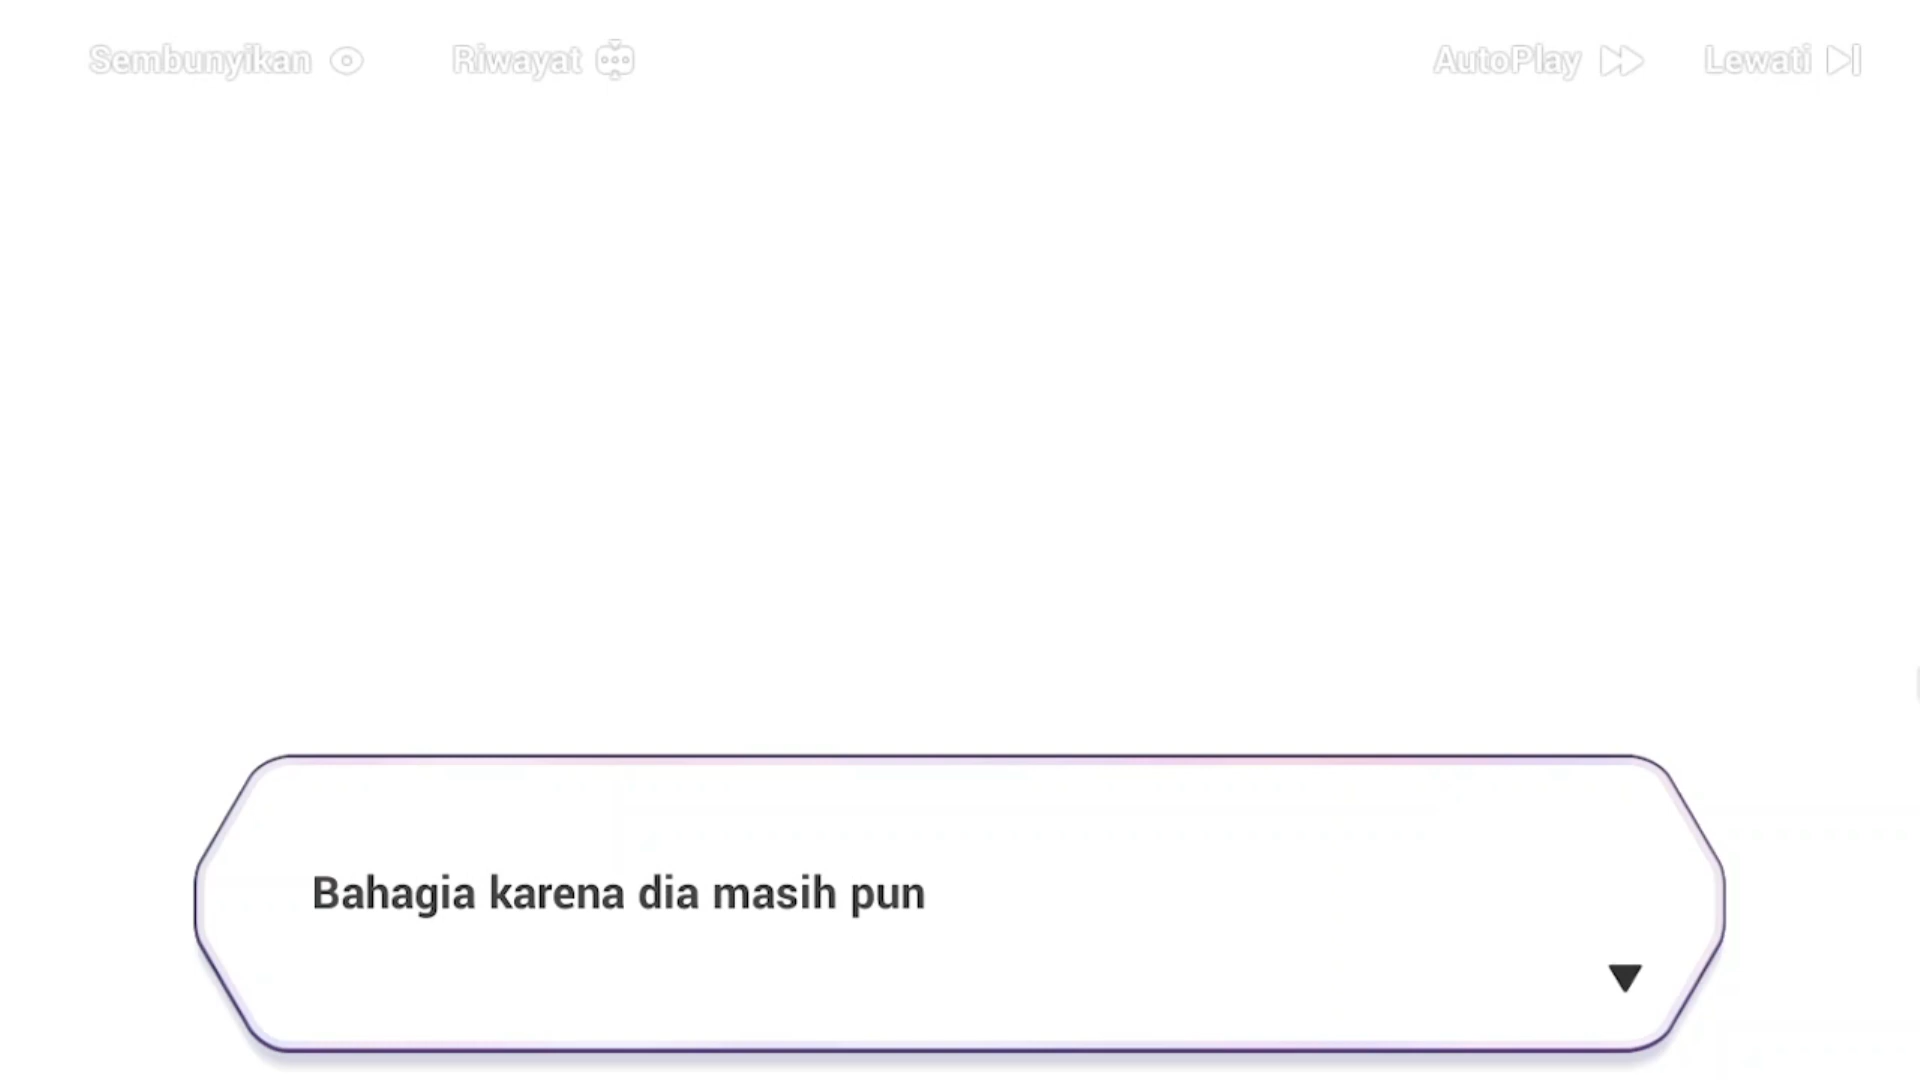 Sembunyikan
Riwayat
AutoPlay
Lewati
Bahagia karena dia masih pun